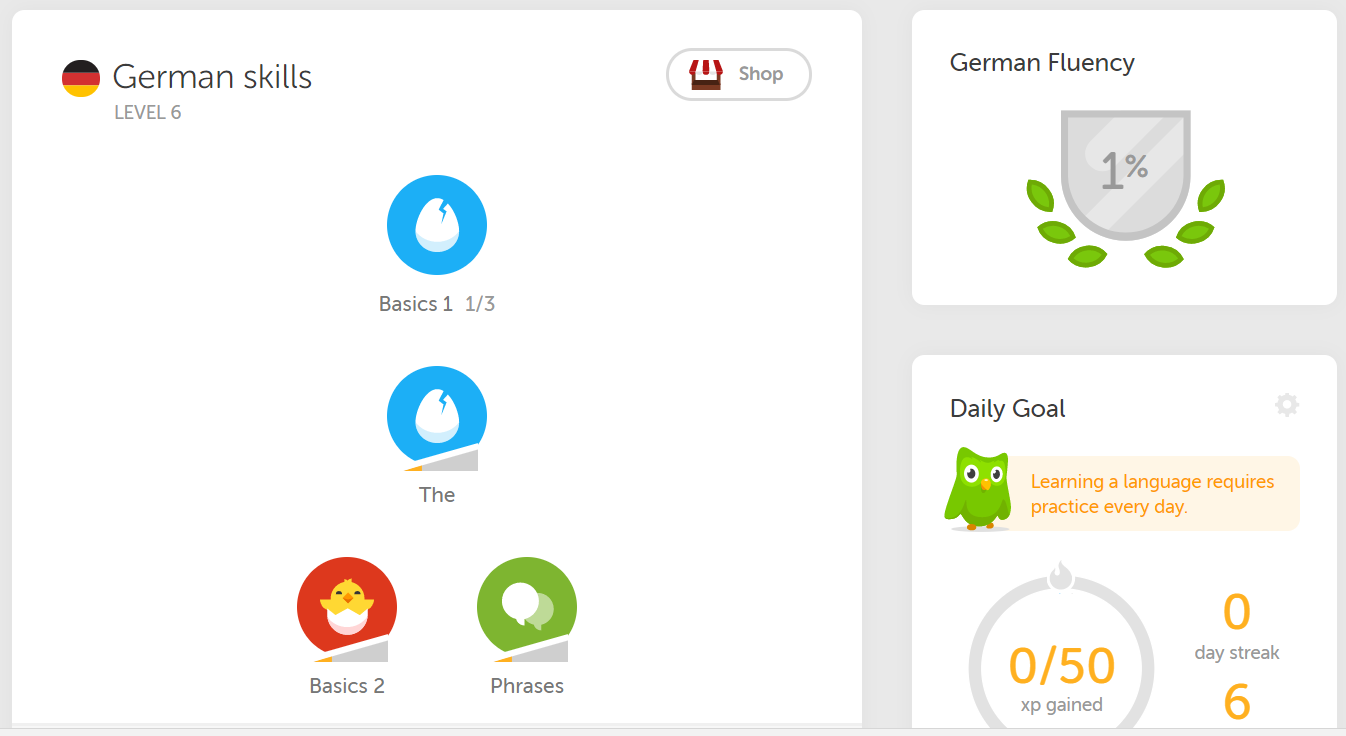 German skills
LEVEL 6
Shop
Basics 1 1/3
The
Basics 2
Phrases
German Fluency
1%
Daily Goal
Learning a language requires
practice every day.
0/50
xp gained
0
day streak
6